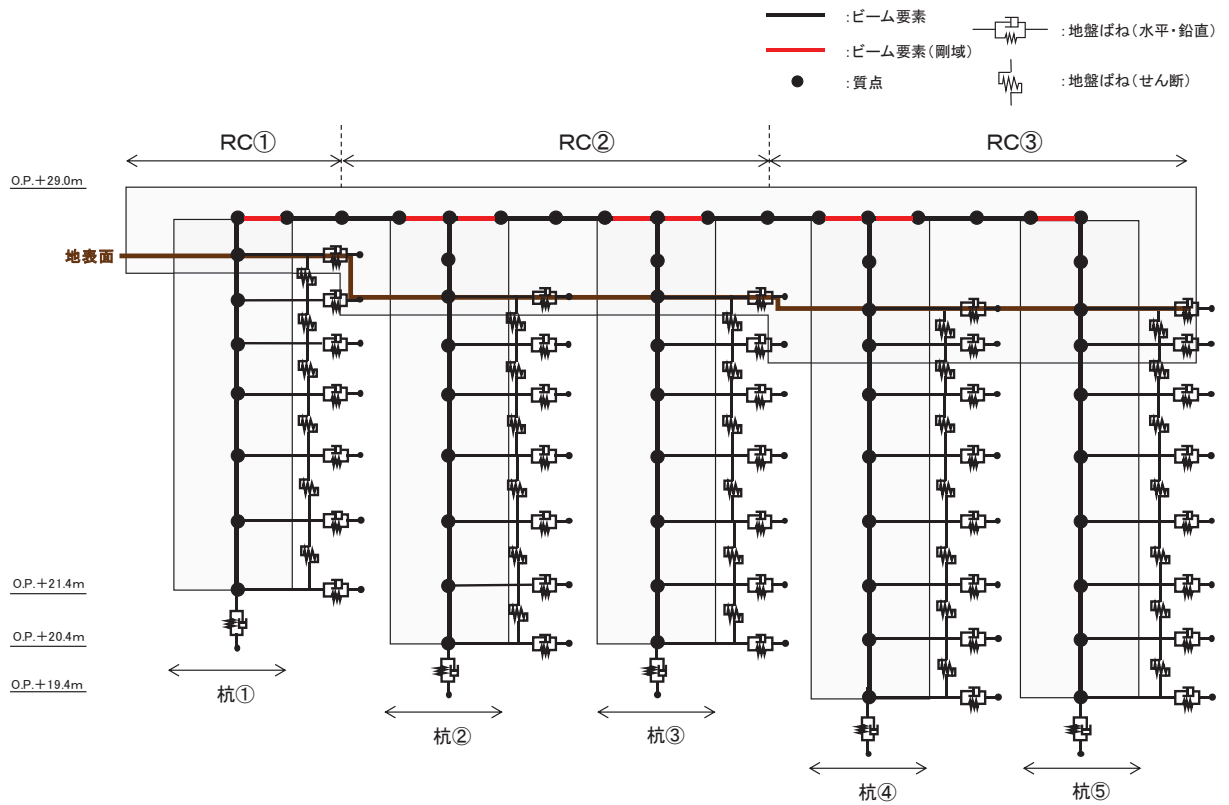 :ビーム要素
:地盤ばね(水平・鉛直)
:ビーム要素(剛域)
:質点
:地盤ばね(せん断)
RC①
RC②
RC③
O.P.+29.0m
地表面
O.P.+21.4m
O.P.+20.4m
O.P.+19.4m
杭①
杭②
杭③
杭④
杭⑤